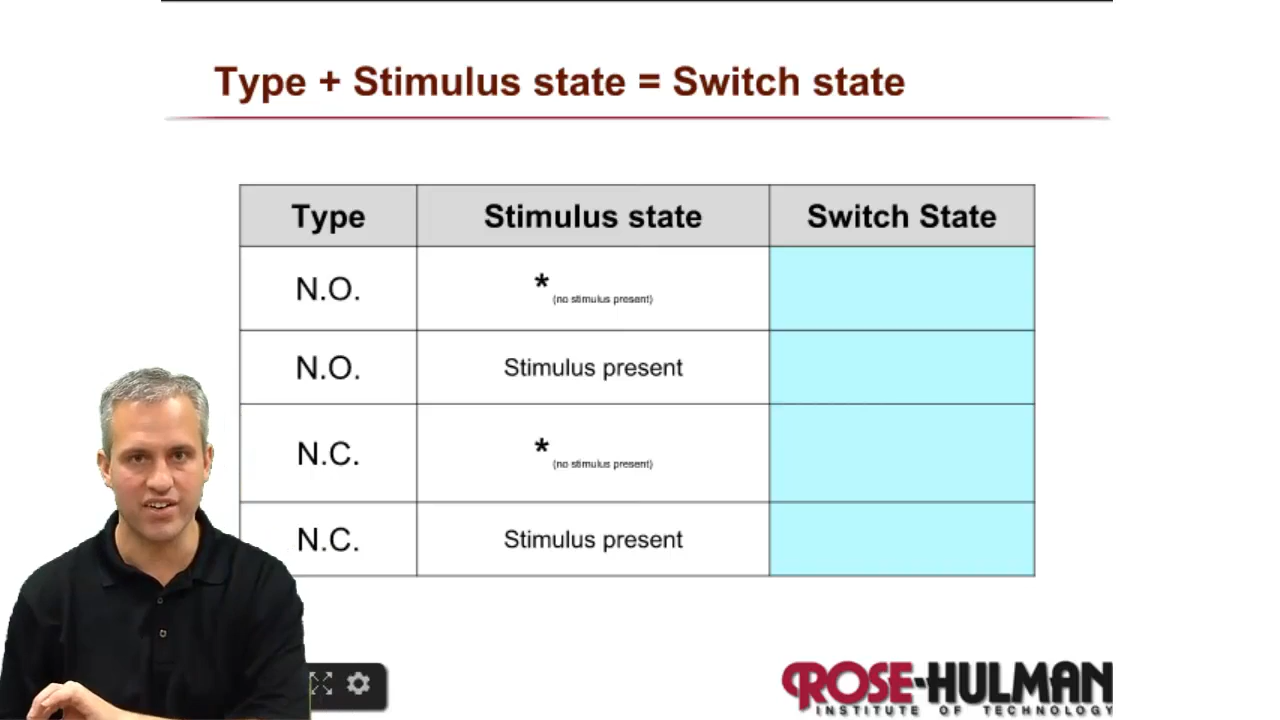 Type + Stimulus state = Switch state
Type Stimulus state Switch State
N.O. * (no stimulus present)
N.O. Stimulus present
N.C. * (no stimulus present)
N.C. Stimulus present
ROSE-HULMAN
INSTITUTE OF TECHNOLOGY